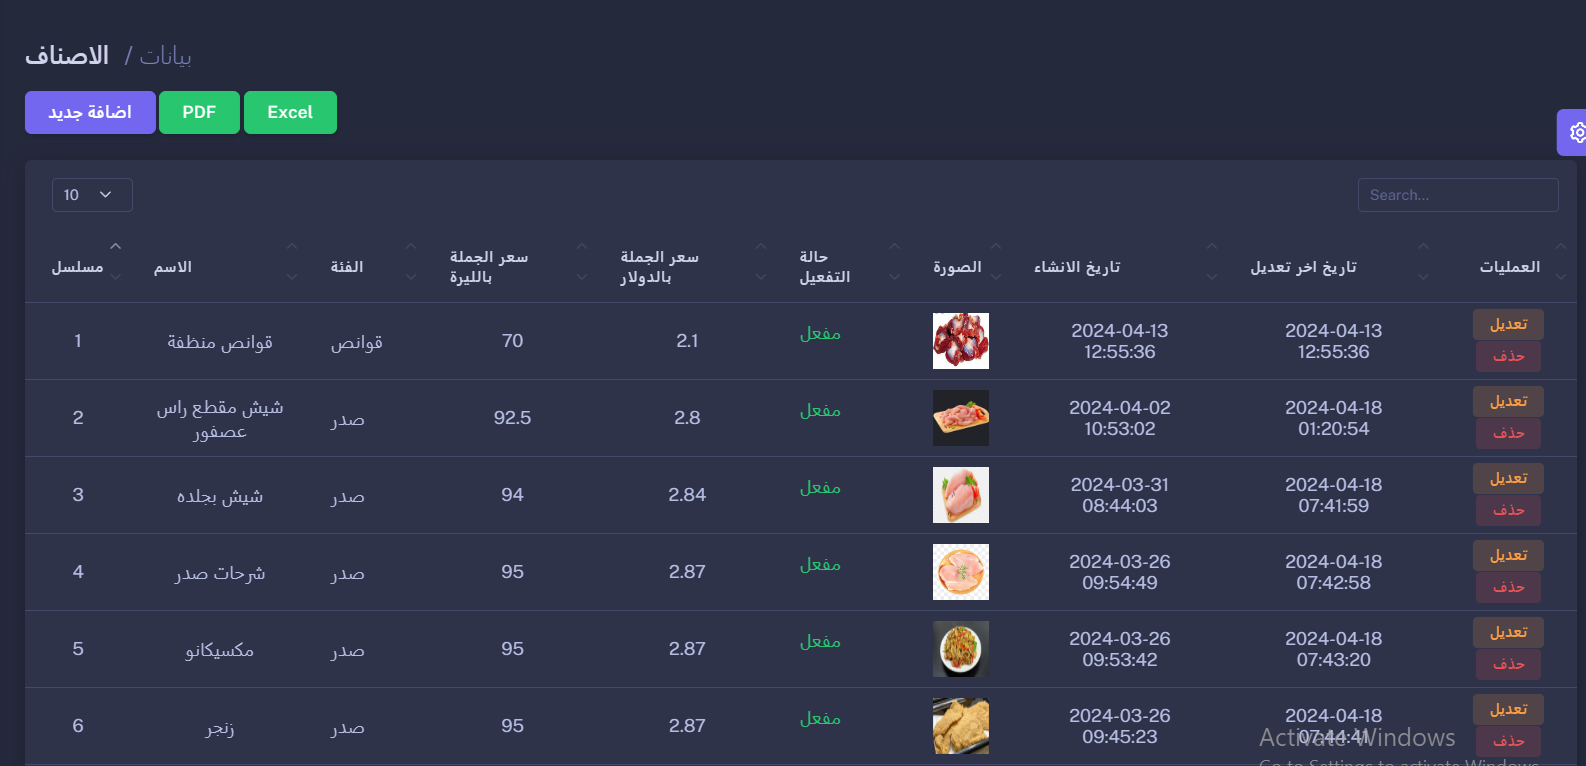 الاصناف / بيانات
اضافة جديد PDF Excel
10 Search...
مسلسل الاسم الفئة سعر الجملة بالليرة سعر الجملة بالدولار حالة التفعيل الصورة تاريخ الانشاء تاريخ اخر تعديل العمليات
1 قوانص منظفة قوانص 70 2.1 مفعل 2024-04-13 12:55:36 2024-04-13 12:55:36 تعديل حذف
2 شيش مقطع راس عصفور صدر 92.5 2.8 مفعل 2024-04-02 10:53:02 2024-04-18 01:20:54 تعديل حذف
3 شيش بجلده صدر 94 2.84 مفعل 2024-03-31 08:44:03 2024-04-18 07:41:59 تعديل حذف
4 شرحات صدر صدر 95 2.87 مفعل 2024-03-26 09:54:49 2024-04-18 07:42:58 تعديل حذف
5 مكسيكانو صدر 95 2.87 مفعل 2024-03-26 09:53:42 2024-04-18 07:43:20 تعديل حذف
6 زنجر صدر 95 2.87 مفعل 2024-03-26 09:45:23 2024-04-18 07:44:41 تعديل حذف
Activate Windows
Go to Settings to activate Windows.